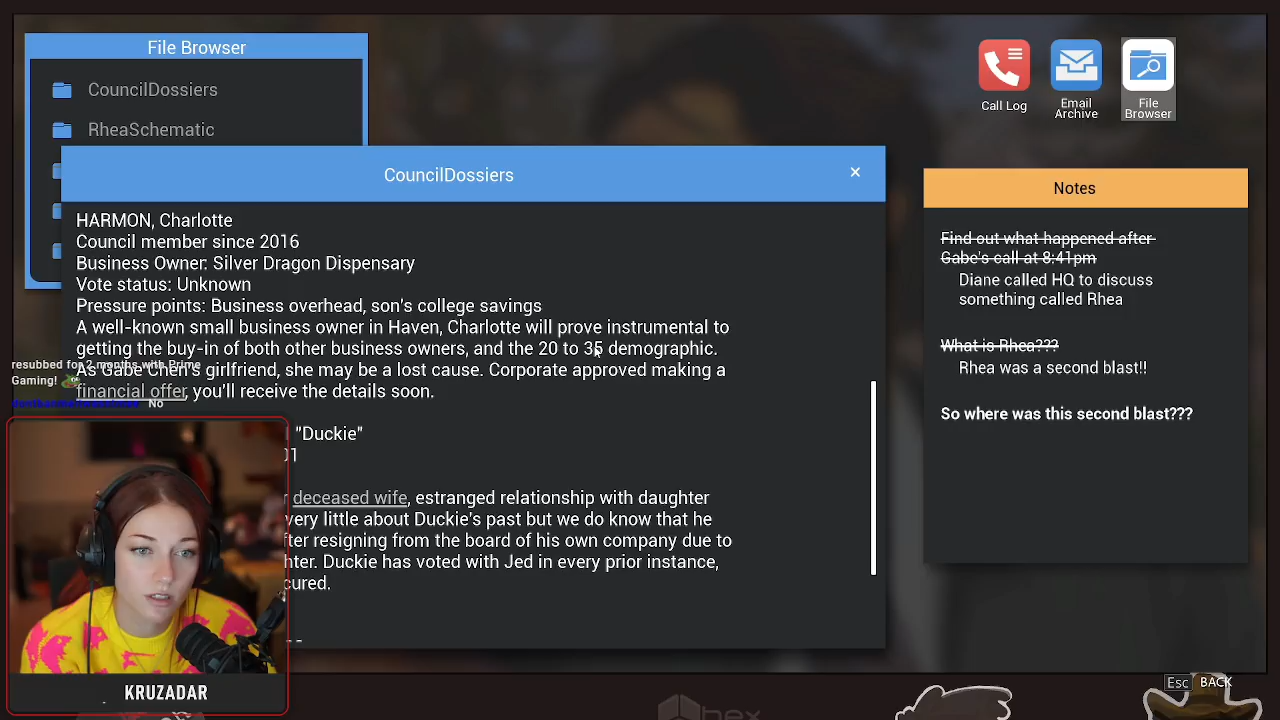 File Browser
CouncilDossiers
RheaSchematic
Call Log
Email
Archive
File
Browser
CouncilDossiers
×
HARMON, Charlotte
Council member since 2016
Business Owner: Silver Dragon Dispensary
Vote status: Unknown
Pressure points: Business overhead, son's college savings
A well-known small business owner in Haven, Charlotte will prove instrumental to
getting the buy-in of both other business owners, and the 20 to 35 demographic.
As Gabe Chen's girlfriend, she may be a lost cause. Corporate approved making a
financial offer, you'll receive the details soon.
"Duckie"
01
deceased wife, estranged relationship with daughter
very little about Duckie's past but we do know that he
fter resigning from the board of his own company due to
hter. Duckie has voted with Jed in every prior instance,
cured.
--
Notes
Find out what happened after
Gabe's call at 8:41pm
Diane called HQ to discuss
something called Rhea
What is Rhea???
Rhea was a second blast!!
So where was this second blast???
resubbed for 2 months with Prime
Gaming!
No
KRUZADAR
hex
Esc BACK